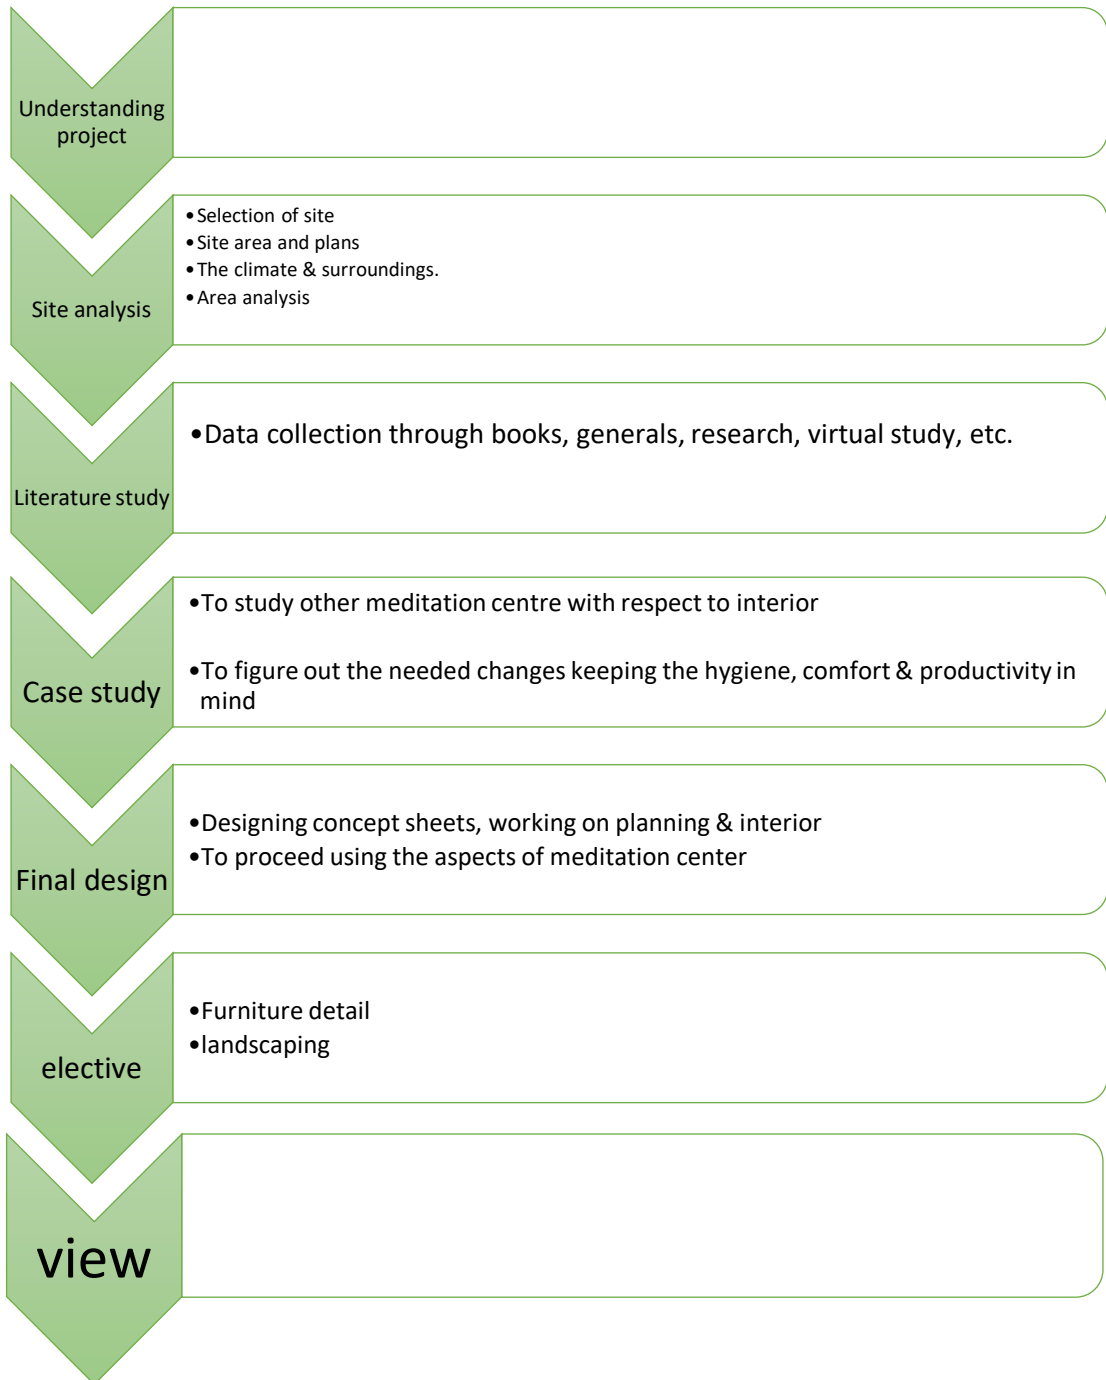 Understanding
project
•Selection of site
•Site area and plans
•The climate & surroundings.
•Area analysis
Site analysis
•Data collection through books, generals, research, virtual study, etc.
Literature study
•To study other meditation centre with respect to interior
•To figure out the needed changes keeping the hygiene, comfort & productivity in
mind
Case study
•Designing concept sheets, working on planning & interior
•To proceed using the aspects of meditation center
Final design
•Furniture detail
•landscaping
elective
view